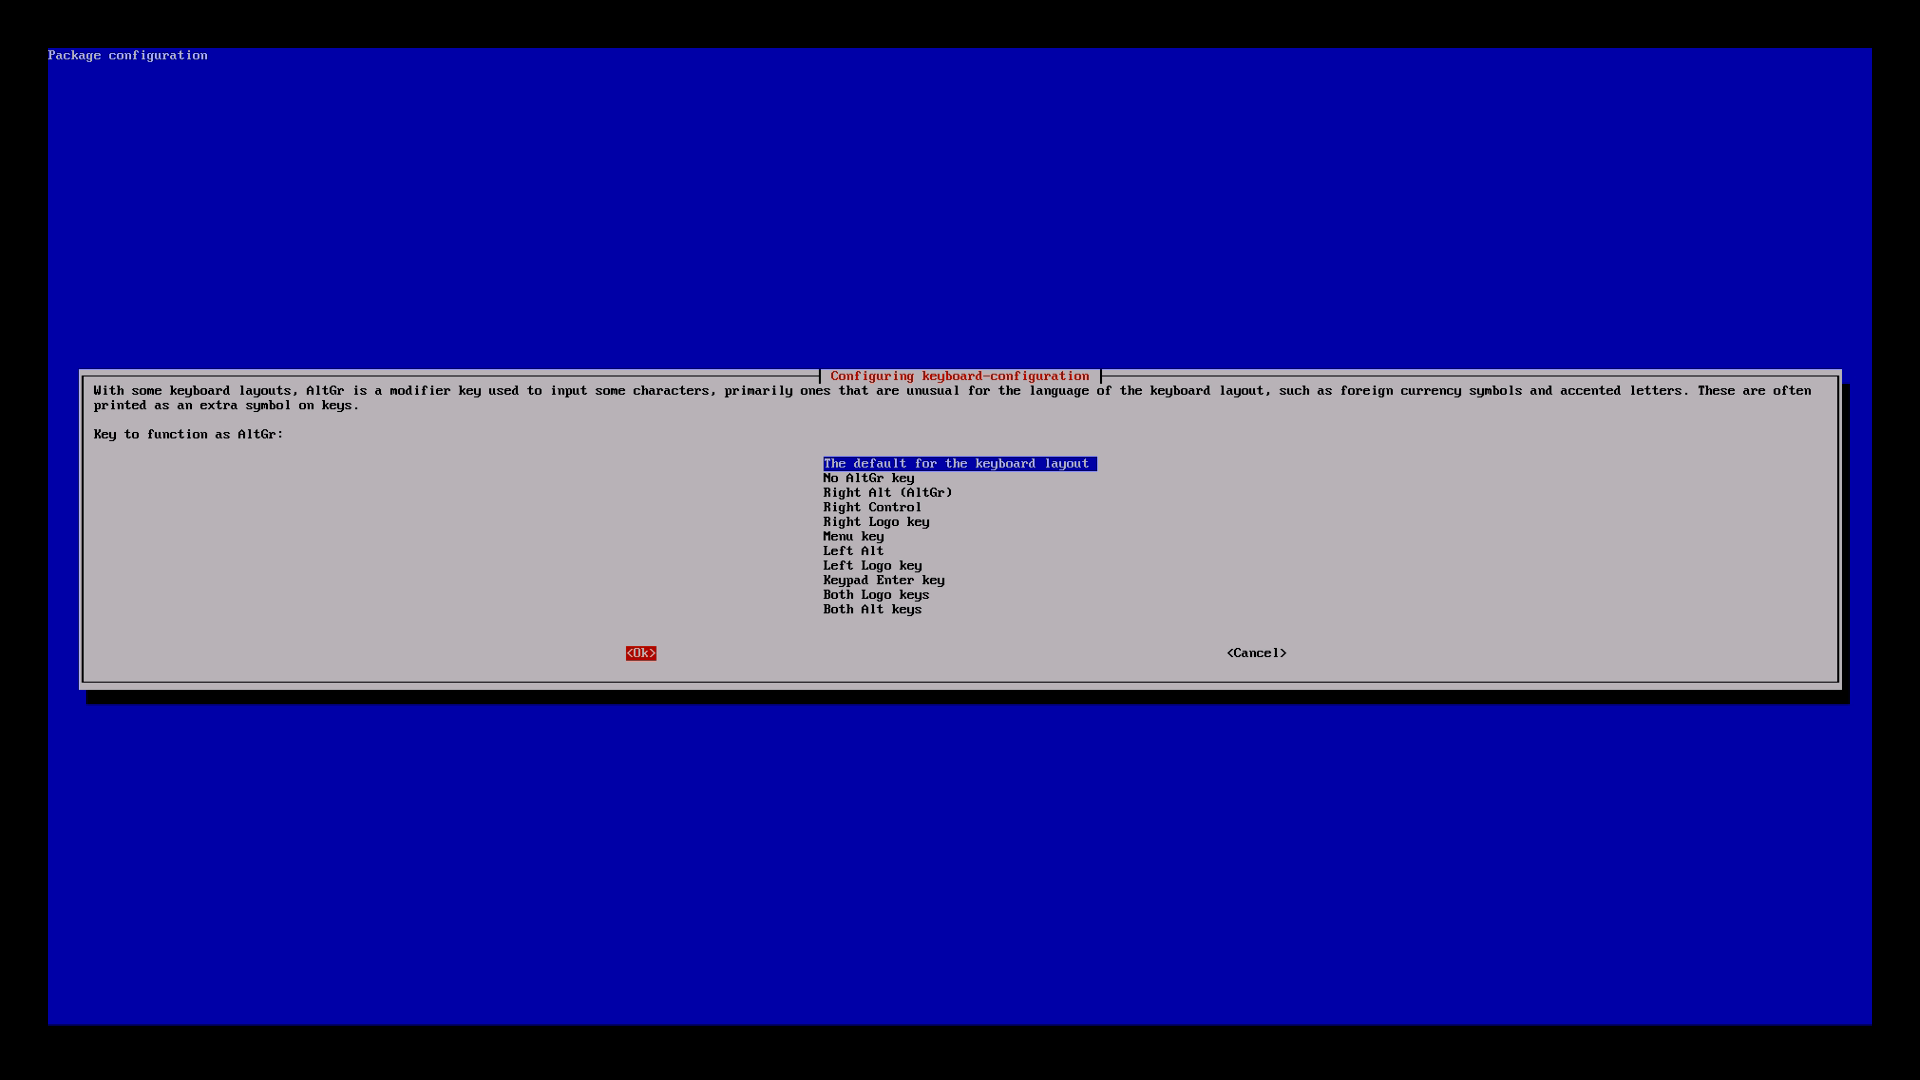 Package configuration
Configuring keyboard-configuration
With some keyboard layouts, AltGr is a modifier key used to input some characters, primarily ones that are unusual for the language of the keyboard layout, such as foreign currency symbols and accented letters. These are often
printed as an extra symbol on keys.
Key to function as AltGr:
The default for the keyboard layout
No AltGr key
Right Alt (AltGr)
Right Control
Right Logo key
Menu key
Left Alt
Left Logo key
Keypad Enter key
Both Logo keys
Both Alt keys
<Ok> <Cancel>